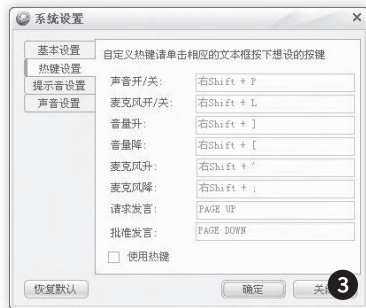 系统设置
基本设置
热键设置
提示音设置
声音设置
自定义热键请单击相应的文本框按下想设的按键
声音开/关: 右Shift + P
麦克风开/关: 右Shift + L
音量升: 右Shift + ]
音量降: 右Shift + [
麦克风升: 右Shift + '
麦克风降: 右Shift + ;
请求发言: PAGE UP
批准发言: PAGE DOWN
使用热键
恢复默认 确定 关
3